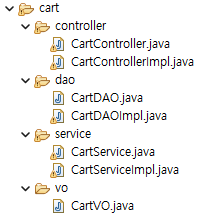 cart
controller
CartController.java
CartControllerImpl.java
dao
CartDAO.java
CartDAOImpl.java
service
CartService.java
CartServiceImpl.java
vo
CartVO.java